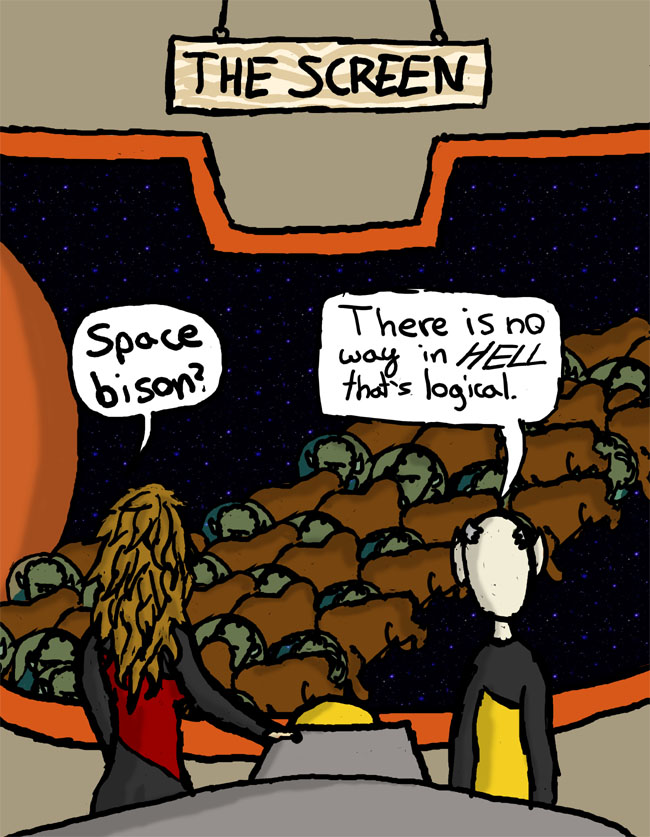 THE SCREEN
Space
bison?
There is no
way in HELL
that's logical.